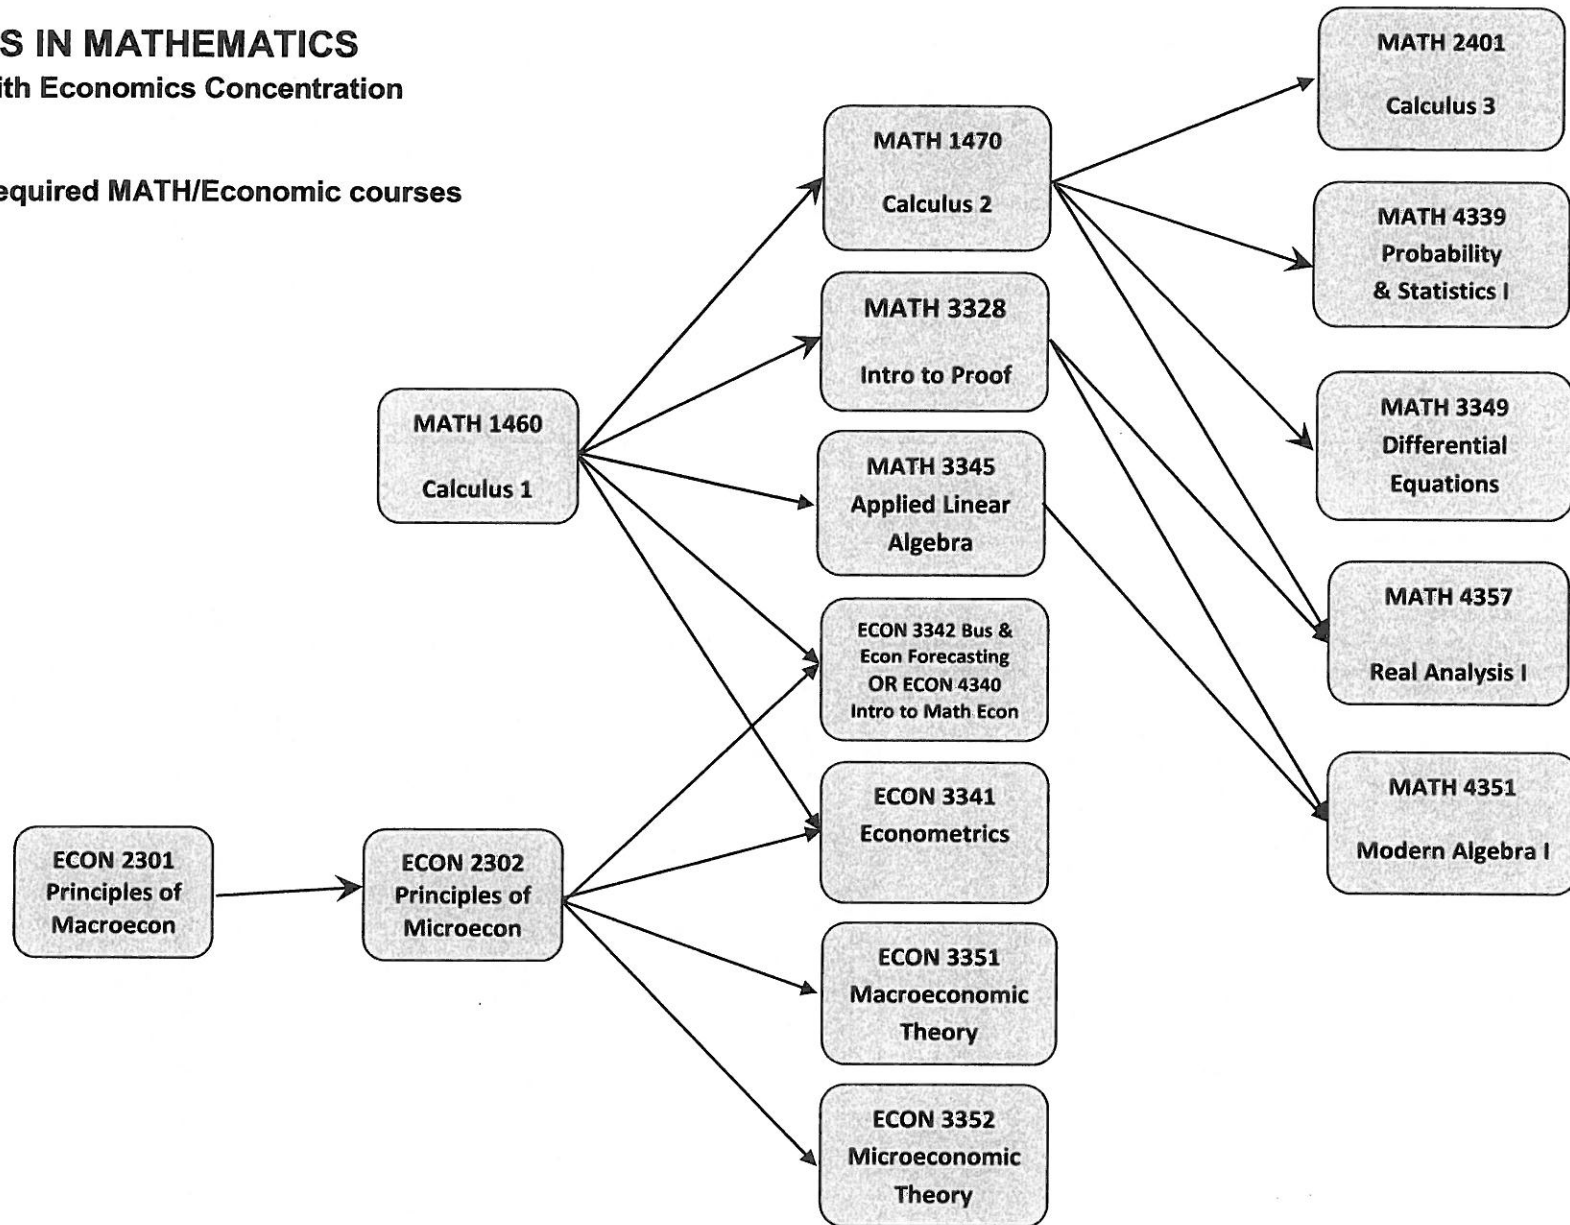 S IN MATHEMATICS
ith Economics Concentration
equired MATH/Economic courses
MATH 2401
Calculus 3
MATH 1470
Calculus 2
MATH 4339
Probability
& Statistics I
MATH 3328
Intro to Proof
MATH 1460
Calculus 1
MATH 3349
Differential
Equations
MATH 3345
Applied Linear
Algebra
ECON 3342 Bus &
Econ Forecasting
OR ECON 4340
Intro to Math Econ
MATH 4357
Real Analysis I
ECON 3341
Econometrics
MATH 4351
Modern Algebra I
ECON 2301
Principles of
Macroecon
ECON 2302
Principles of
Microecon
ECON 3351
Macroeconomic
Theory
ECON 3352
Microeconomic
Theory